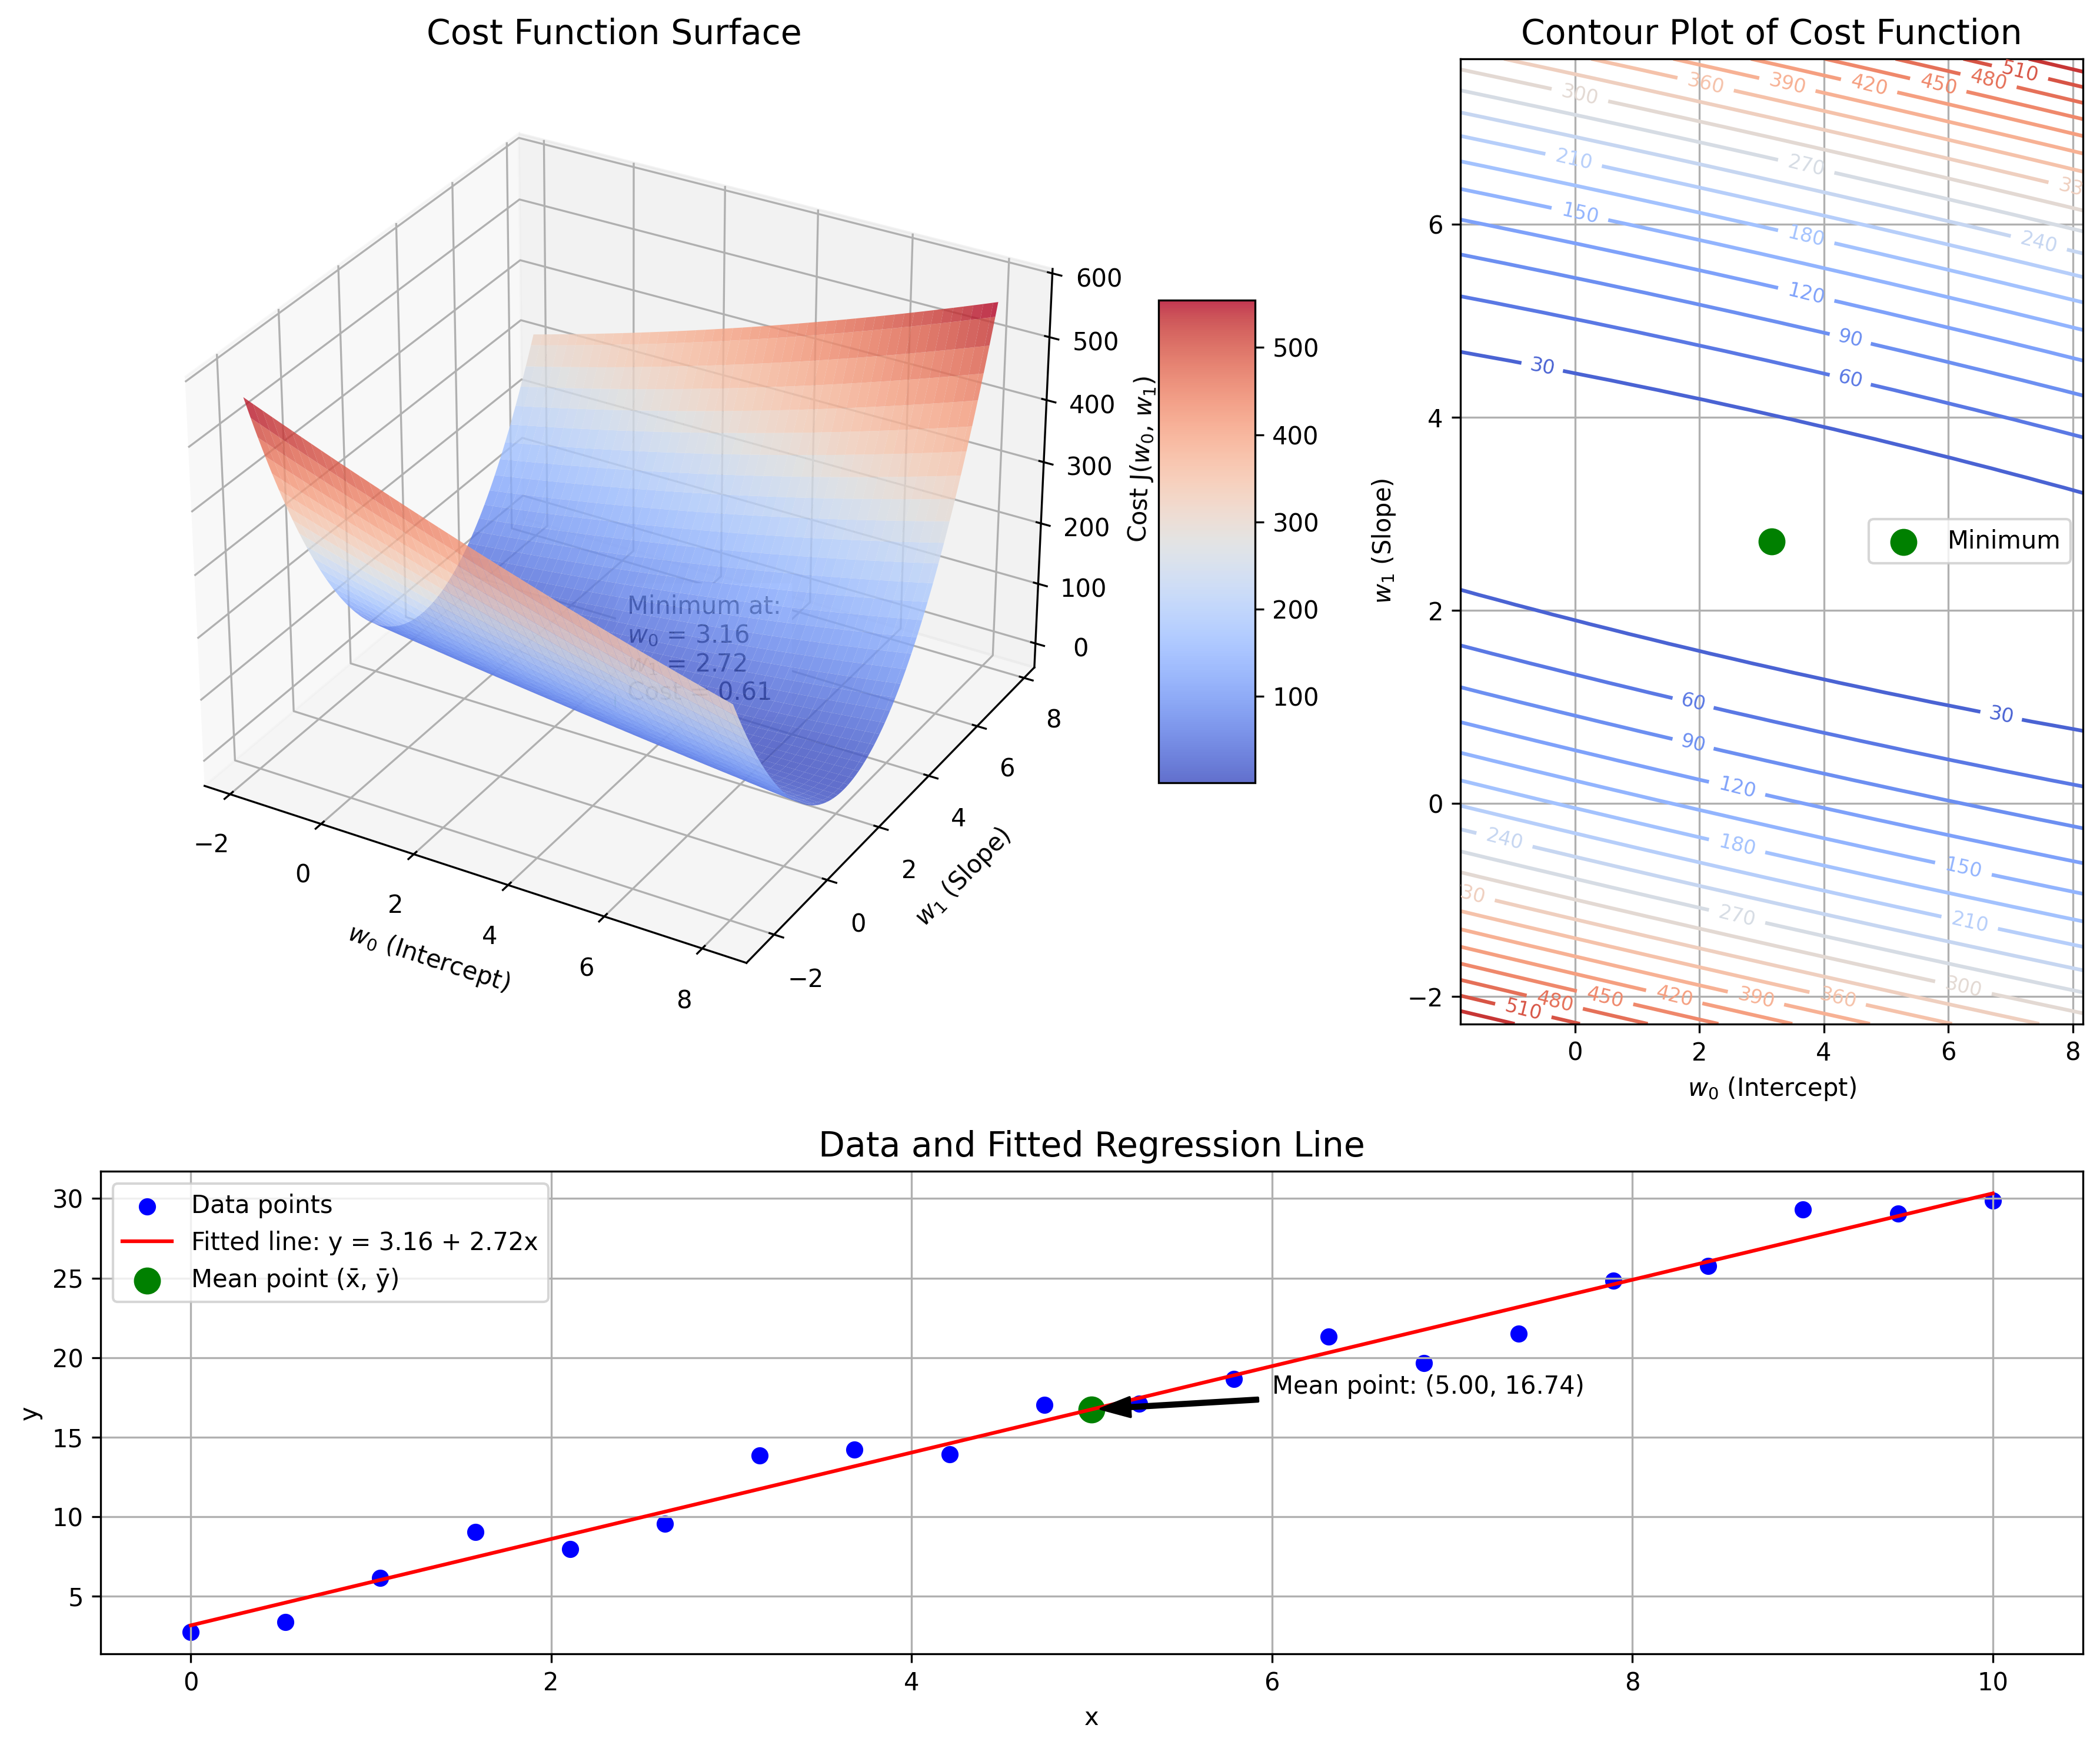 Cost Function Surface
600
500
400
300
200
100
0
Cost J(w₀, w₁)
500
400
300
200
100
Minimum at:
w₀ = 3.16
w₁ = 2.72
Cost = 0.61
−2
0
2
4
6
8
w₀ (Intercept)
−2
0
2
4
6
8
w₁ (Slope)
Contour Plot of Cost Function
510
300 360 390 420 450 480
210 270
150 180 240
120
90
30 60
Minimum
60 30
90
120
240 180 150
270 210
300
510 480 450 420 390 360
6
4
2
0
−2
w₁ (Slope)
0 2 4 6 8
w₀ (Intercept)
Data and Fitted Regression Line
Data points
Fitted line: y = 3.16 + 2.72x
Mean point (x̄, ȳ)
Mean point: (5.00, 16.74)
30
25
20
15
10
5
y
0 2 4 6 8 10
x